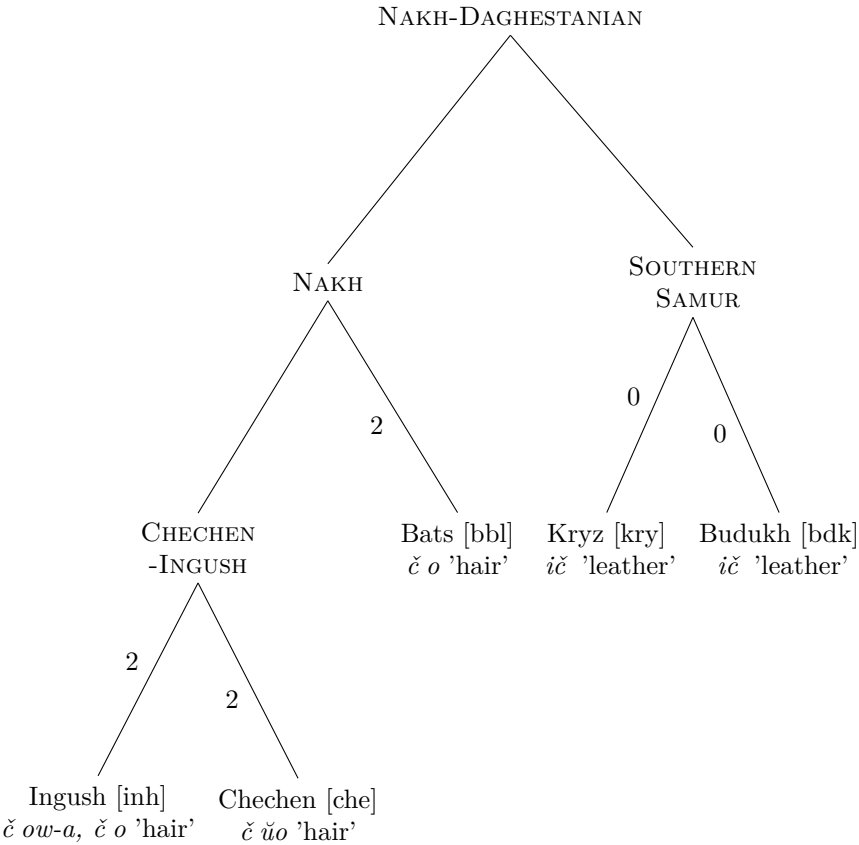 NAKH-DAGHESTANIAN
NAKH
SOUTHERN
SAMUR
0
2
0
CHECHEN
-INGUSH
Bats [bbl]
č o 'hair'
Kryz [kry]
ič 'leather'
Budukh [bdk]
ič 'leather'
2
2
Ingush [inh]
č ow-a, č o 'hair'
Chechen [che]
č ŭo 'hair'